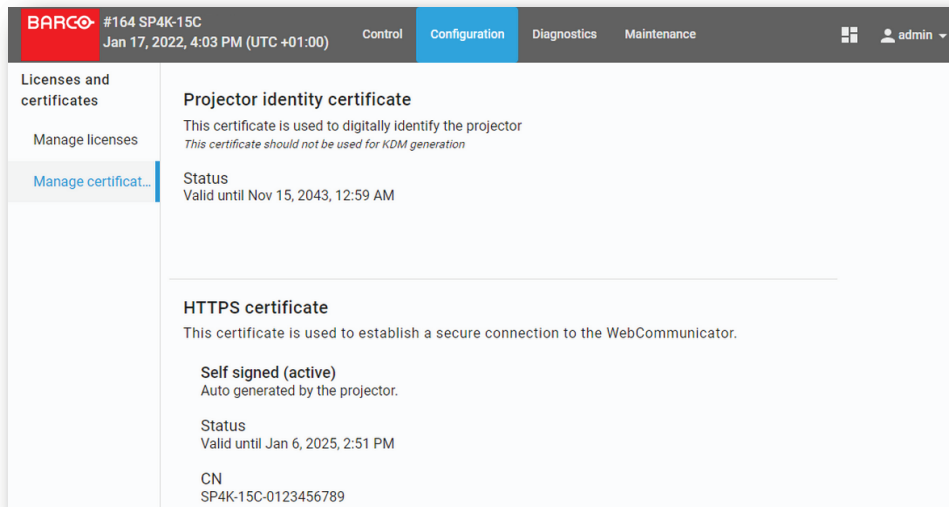 BARCO
#164 SP4K-15C
Jan 17, 2022, 4:03 PM (UTC +01:00)
Control
Configuration
Diagnostics
Maintenance
admin
Licenses and
certificates
Manage licenses
Manage certificat...
Projector identity certificate
This certificate is used to digitally identify the projector
This certificate should not be used for KDM generation
Status
Valid until Nov 15, 2043, 12:59 AM
HTTPS certificate
This certificate is used to establish a secure connection to the WebCommunicator.
Self signed (active)
Auto generated by the projector.
Status
Valid until Jan 6, 2025, 2:51 PM
CN
SP4K-15C-0123456789